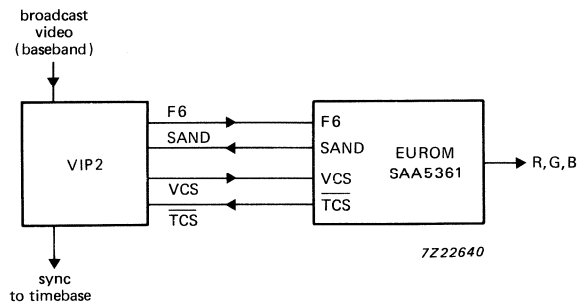 broadcast
video
(baseband)
F6
SAND
VCS
TCS
VIP2
F6
SAND
VCS
TCS
EUROM
SAA5361
R,G,B
sync
to timebase
7Z22640